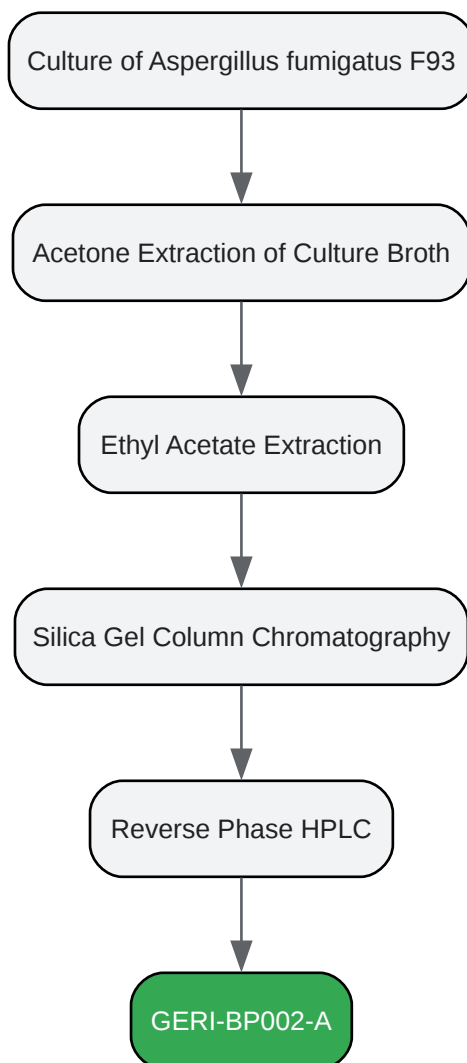 Culture of Aspergillus fumigatus F93
Acetone Extraction of Culture Broth
Ethyl Acetate Extraction
Silica Gel Column Chromatography
Reverse Phase HPLC
GERI-BP002-A